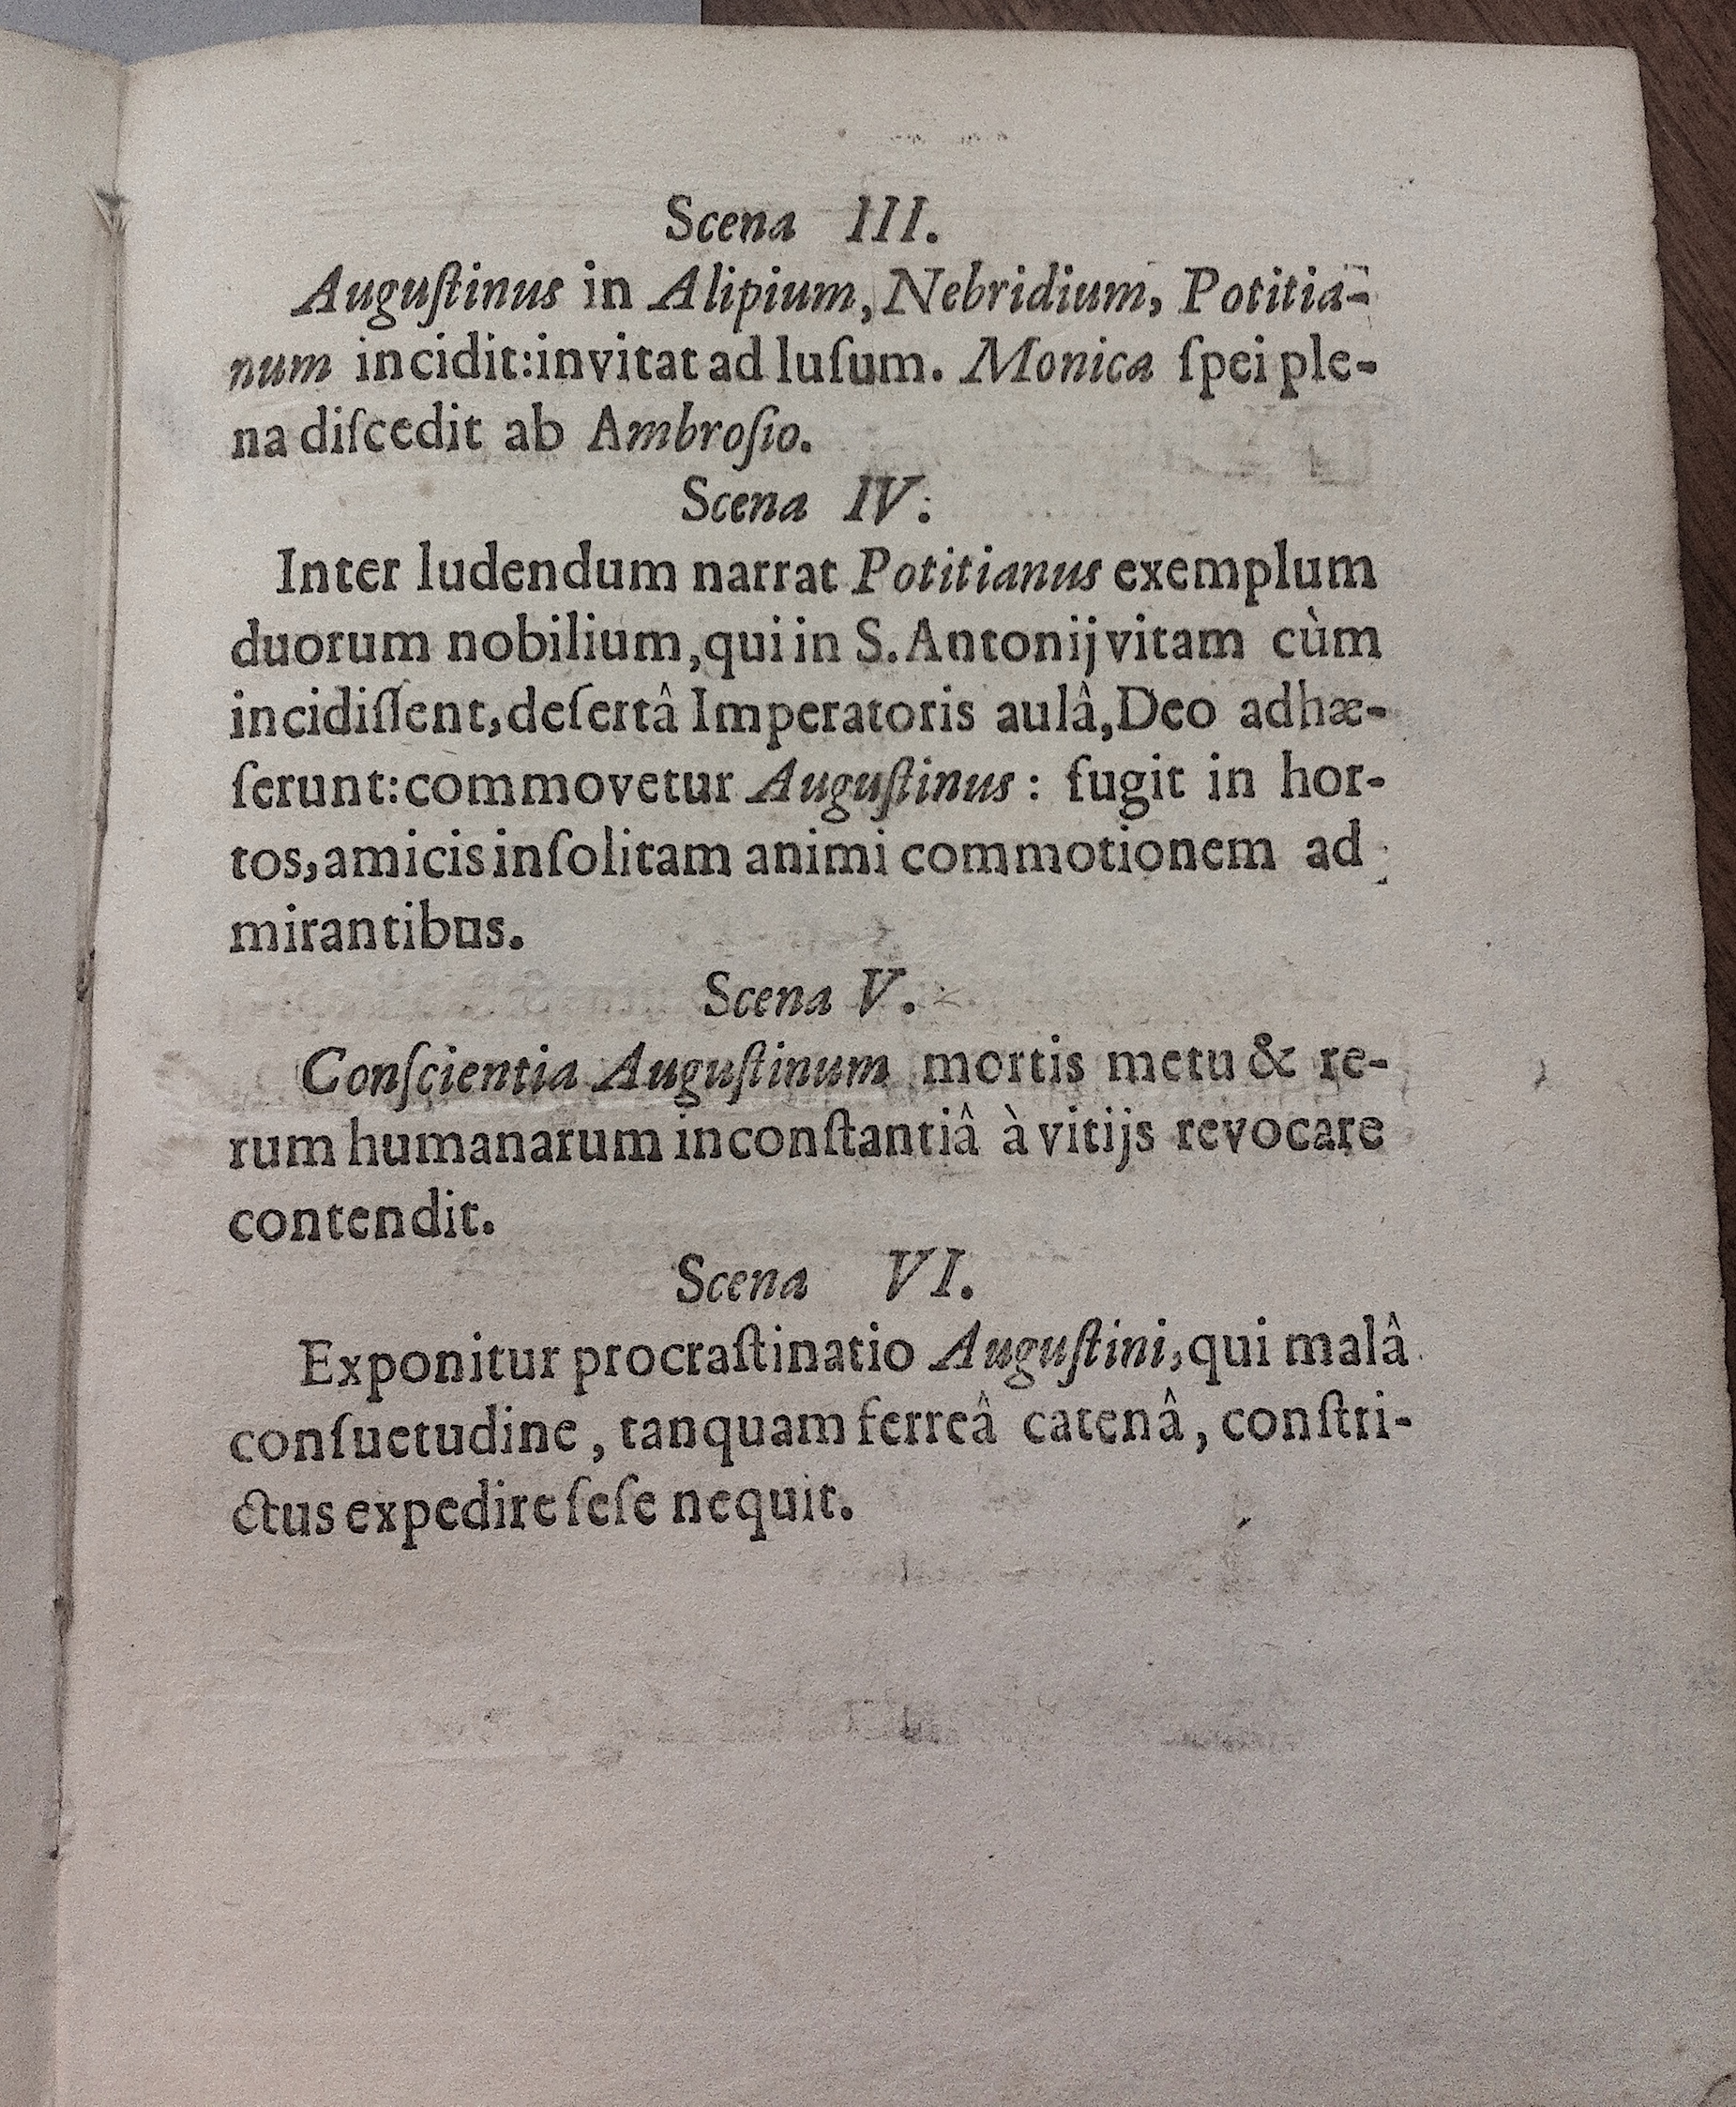 Scena III.
Auguſtinus in Alipium, Nebridium, Potitia-
num incidit: invitat ad luſum. Monica ſpei ple-
na diſcedit ab Ambroſio.
Scena IV.
Inter ludendum narrat Potitianus exemplum
duorum nobilium, qui in S. Antonij vitam cùm
incidiſſent, deſertâ Imperatoris aulâ, Deo adhæ-
ſerunt: commovetur Auguſtinus: fugit in hor-
tos, amicis inſolitam animi commotionem ad
mirantibus.
Scena V.
Conſcientia Auguſtinum mortis metu & re-
rum humanarum inconſtantiâ à vitijs revocare
contendit.
Scena VI.
Exponitur procraſtinatio Auguſtini, qui malâ
conſuetudine, tanquam ferreâ catenâ, conſtri-
ctus expedire ſeſe nequit.